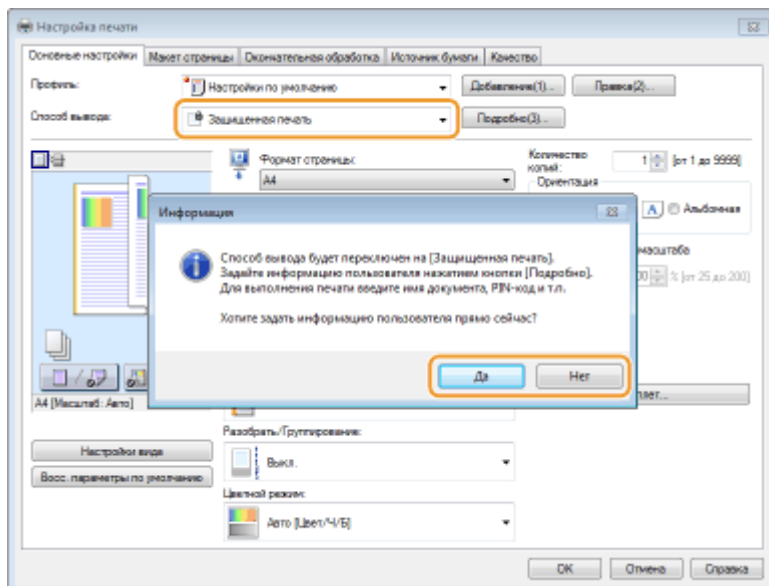 Настройка печати
Основные настройки Макет страницы Окончательная обработка Источник бумаги Качество
Профиль: Настройки по умолчанию Добавление(1)... Правка(2)...
Способ вывода: Защищенная печать Подробно(3)...
Формат страницы:
A4
Количество копий: 1 [от 1 до 9999]
Ориентация
A Альбомная
Информация
Способ вывода будет переключен на [Защищенная печать].
Задайте информацию пользователя нажатием кнопки [Подробно].
Для выполнения печати введите имя документа, PIN-код и т.п.
Хотите задать информацию пользователя прямо сейчас?
Да Нет
масштаба
00 % [от 25 до 200]
A4 [Масштаб: Авто]
Настройки вида
Восс. параметры по умолчанию
Разобрать/Группирование:
Выкл.
Цветной режим:
Авто [Цвет/Ч/Б]
OK Отмена Справка